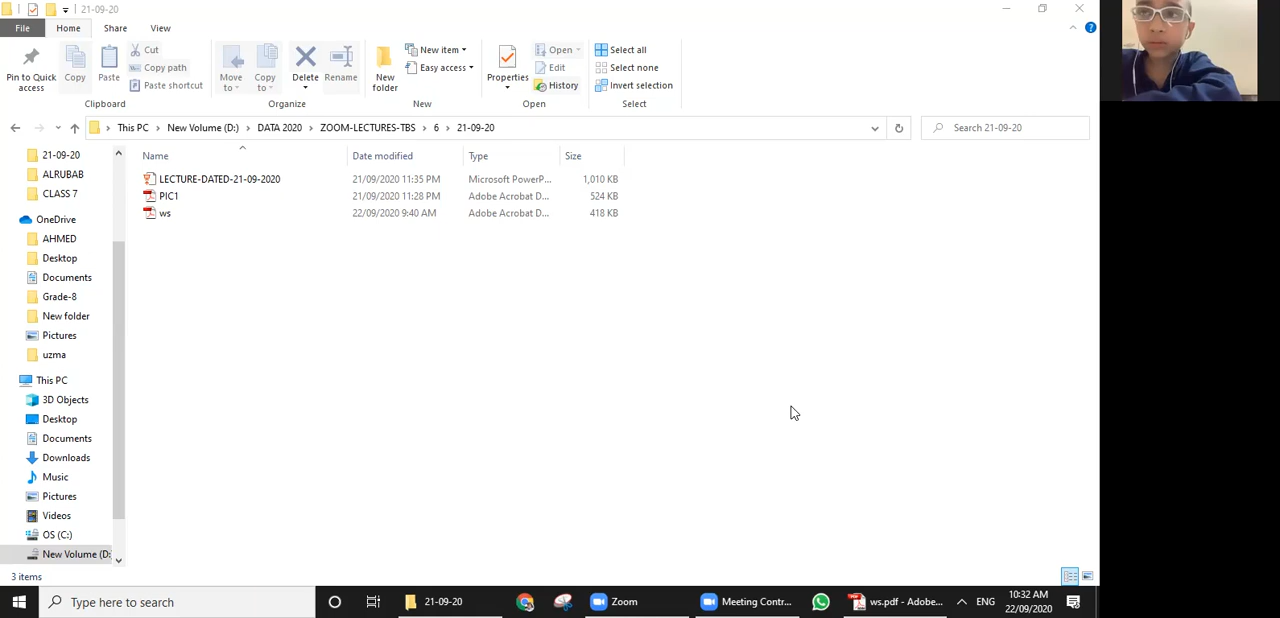 21-09-20
File Home Share View
Pin to Quick access
Copy
Paste
Cut
Copy path
Paste shortcut
Clipboard
Move to
Copy to
Delete
Rename
Organize
New folder
New item
Easy access
New
Properties
Open
Edit
History
Open
Select all
Select none
Invert selection
Select
This PC › New Volume (D:) › DATA 2020 › ZOOM-LECTURES-TBS › 6 › 21-09-20
Search 21-09-20
Name Date modified Type Size
LECTURE-DATED-21-09-2020 21/09/2020 11:35 PM Microsoft PowerP... 1,010 KB
PIC1 21/09/2020 11:28 PM Adobe Acrobat D... 524 KB
ws 22/09/2020 9:40 AM Adobe Acrobat D... 418 KB
21-09-20
ALRUBAB
CLASS 7
OneDrive
AHMED
Desktop
Documents
Grade-8
New folder
Pictures
uzma
This PC
3D Objects
Desktop
Documents
Downloads
Music
Pictures
Videos
OS (C:)
New Volume (D:
3 items
Type here to search
21-09-20
Zoom
Meeting Contr...
ws.pdf - Adobe...
ENG
10:32 AM
22/09/2020